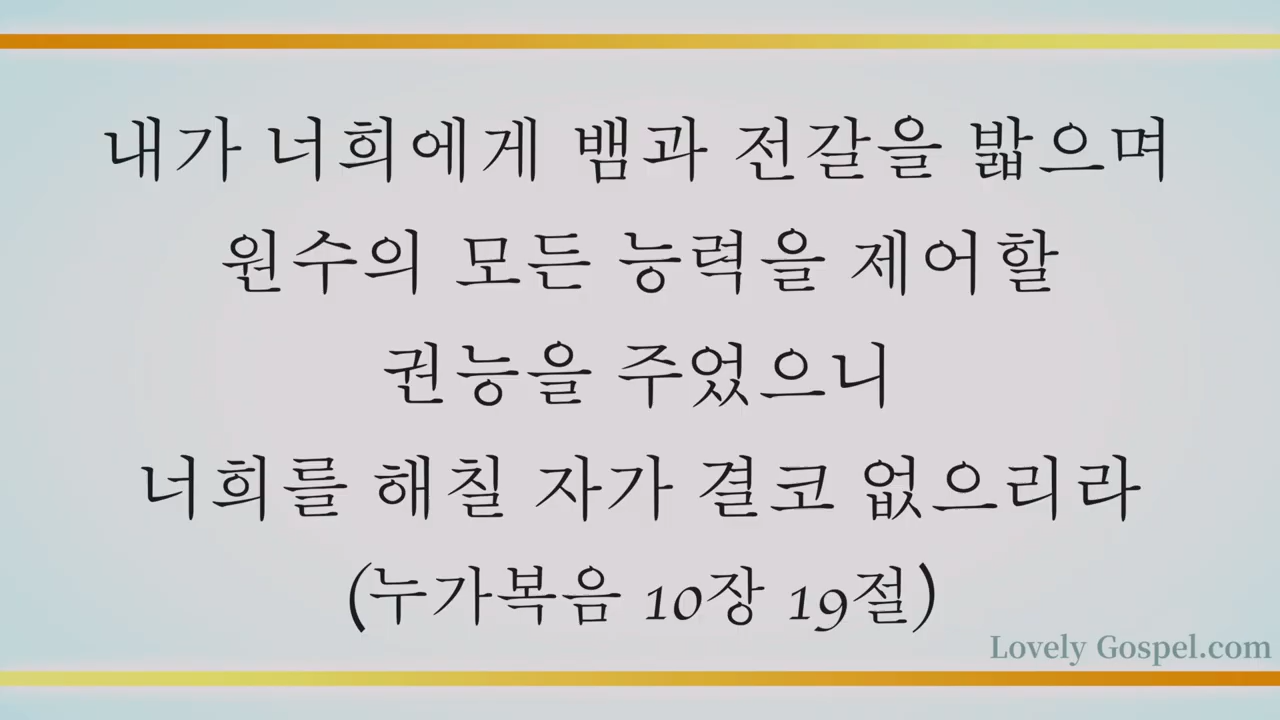 내가 너희에게 뱀과 전갈을 밟으며
원수의 모든 능력을 제어할
권능을 주었으니
너희를 해칠 자가 결코 없으리라
(누가복음 10장 19절)
Lovely Gospel.com